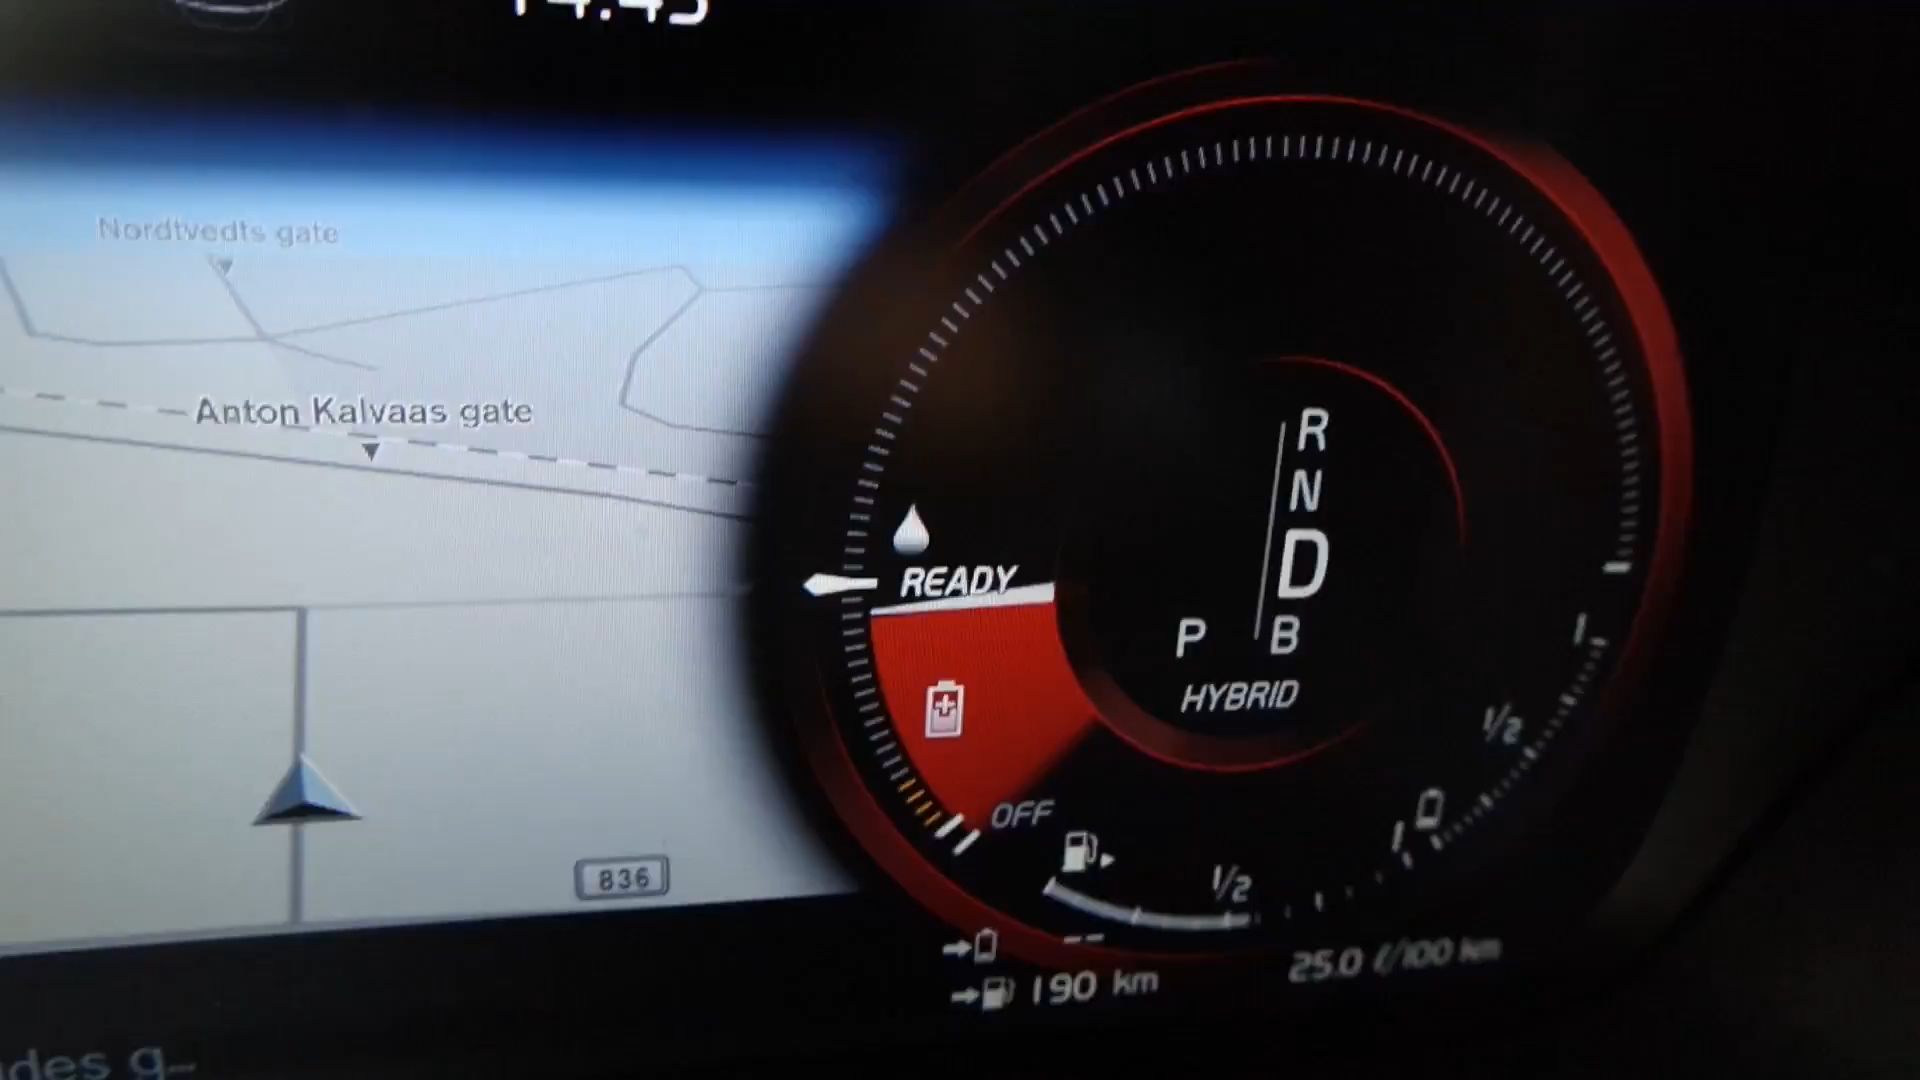 Nordtvedts gate
Anton Kalvaas gate
836
R
N
D
P B
READY
HYBRID
OFF
1
1/2
1/2
--
190 km
25.0 ℓ/100 km
des g...